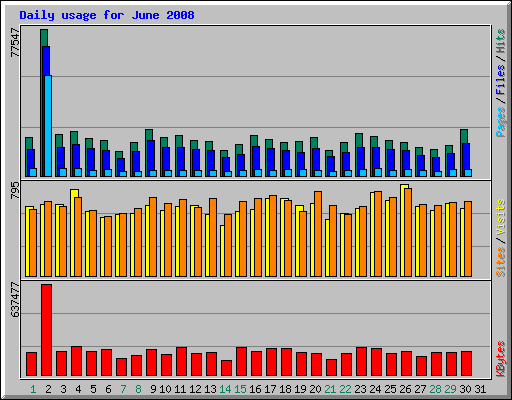 Daily usage for June 2008
77547
Pages / Files / Hits
795
Sites / Visits
637477
KBytes
1 2 3 4 5 6 7 8 9 10 11 12 13 14 15 16 17 18 19 20 21 22 23 24 25 26 27 28 29 30 31